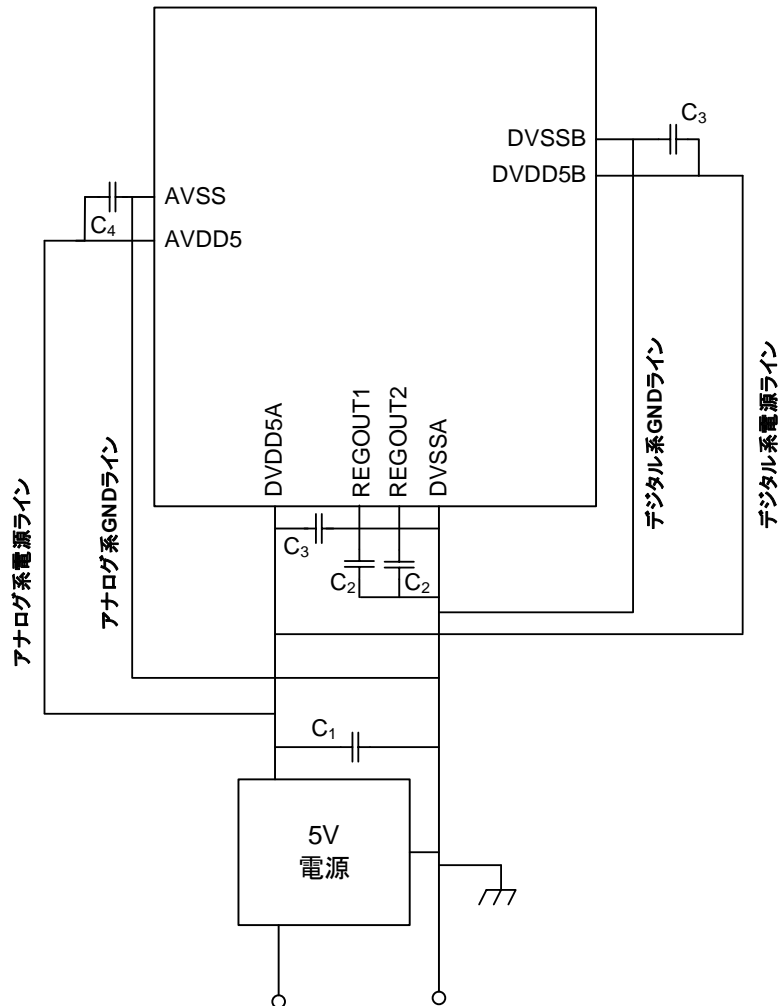 DVSSB
C3
DVDD5B
AVSS
C4
AVDD5
DVDD5A
REGOUT1
REGOUT2
DVSSA
C3
C2
C2
アナログ系電源ライン
アナログ系GNDライン
デジタル系GNDライン
デジタル系電源ライン
C1
5V
電源